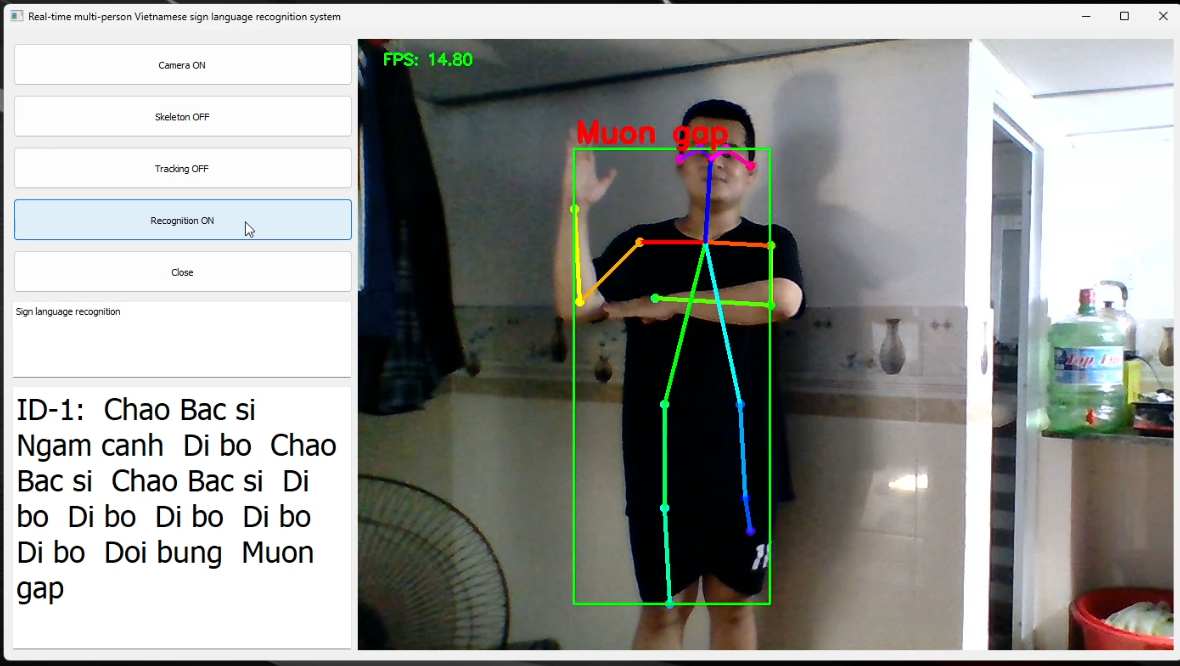 Real-time multi-person Vietnamese sign language recognition system
Camera ON
Skeleton OFF
Tracking OFF
Recognition ON
Close
Sign language recognition
ID-1: Chao Bac si
Ngam canh Di bo Chao
Bac si Chao Bac si Di
bo Di bo Di bo Di bo
Di bo Doi bung Muon
gap
FPS: 14.80
Muon gap